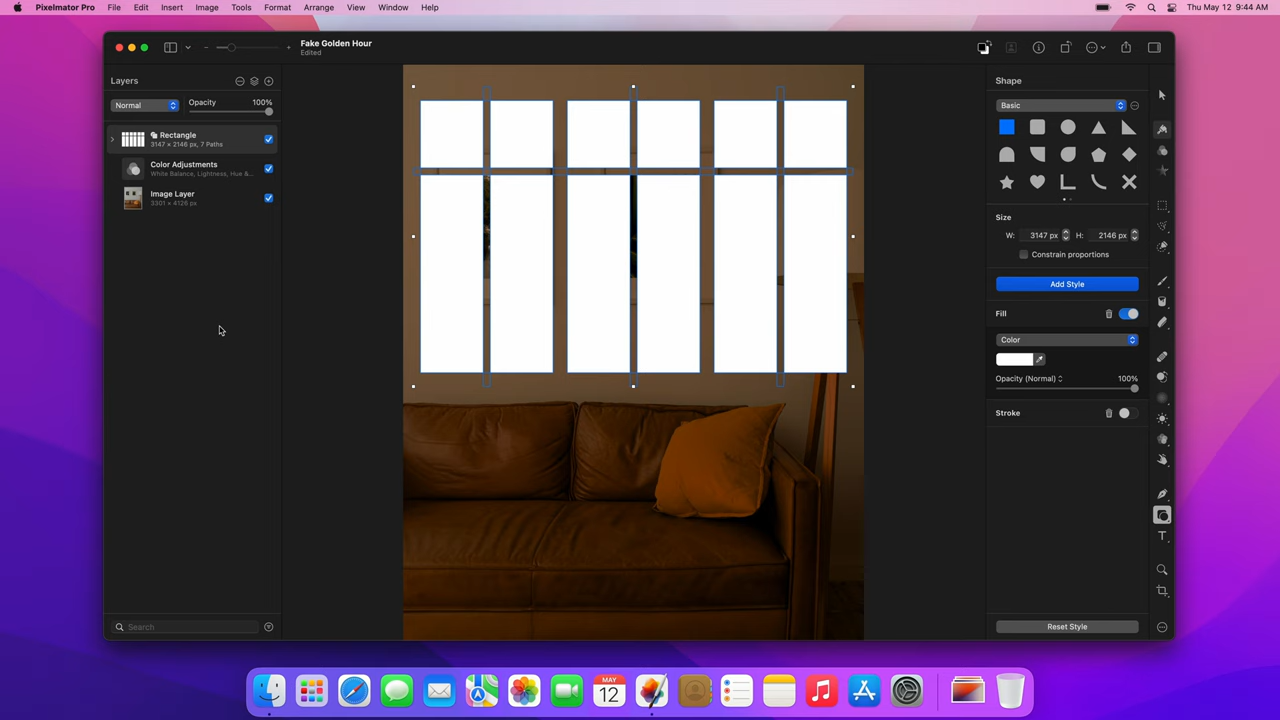 Pixelmator Pro File Edit Insert Image Tools Format Arrange View Window Help Thu May 12 9:44 AM
Fake Golden Hour
Edited
Layers
Normal
Opacity 100%
Rectangle
3147 × 2146 px, 7 Paths
Color Adjustments
White Balance, Lightness, Hue &...
Image Layer
3301 × 4126 px
Search
Shape
Basic
Size
W: 3147 px H: 2146 px
Constrain proportions
Add Style
Fill
Color
Opacity (Normal) 100%
Stroke
Reset Style
T
MAY
12